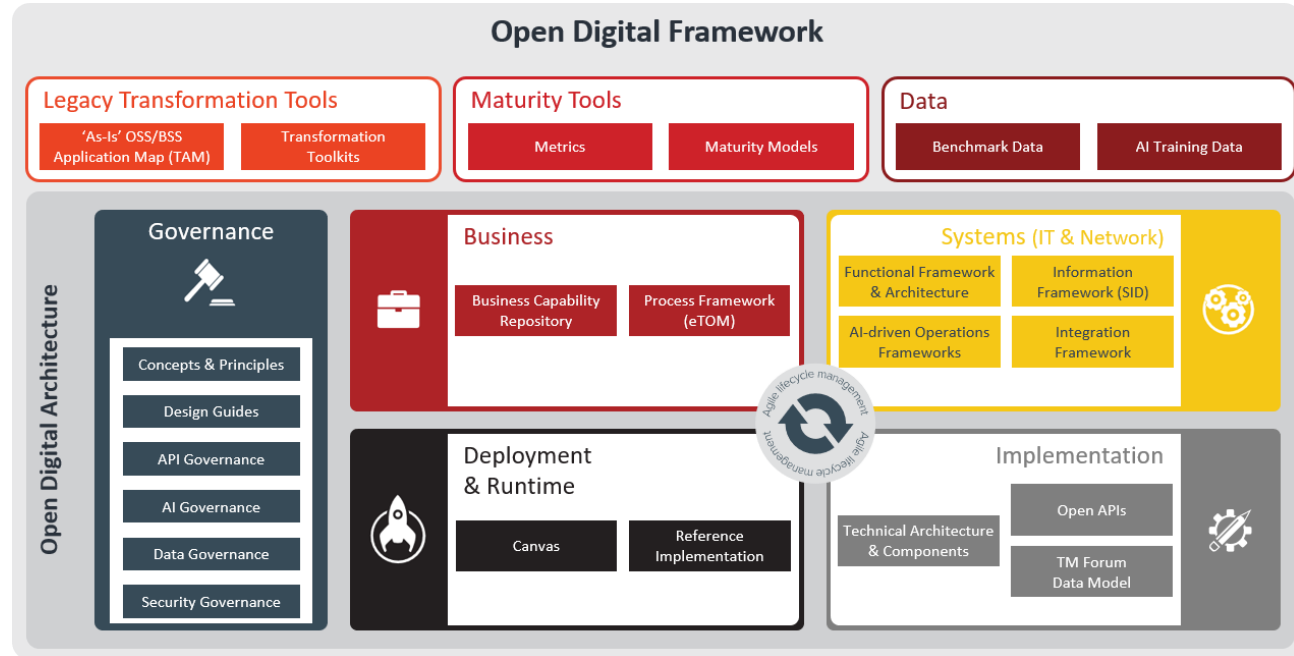 Open Digital Framework
Legacy Transformation Tools
‘As-Is’ OSS/BSS
Application Map (TAM)
Transformation
Toolkits
Maturity Tools
Metrics
Maturity Models
Data
Benchmark Data
AI Training Data
Open Digital Architecture
Governance
Concepts & Principles
Design Guides
API Governance
AI Governance
Data Governance
Security Governance
Business
Business Capability
Repository
Process Framework
(eTOM)
Systems (IT & Network)
Functional Framework
& Architecture
Information
Framework (SID)
AI-driven Operations
Frameworks
Integration
Framework
Agile lifecycle management
Agile lifecycle management
Deployment
& Runtime
Canvas
Reference
Implementation
Implementation
Technical Architecture
& Components
Open APIs
TM Forum
Data Model